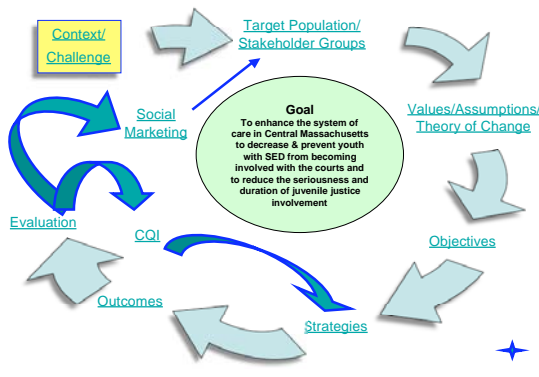 Context/
Challenge
Target Population/
Stakeholder Groups
Values/Assumptions/
Theory of Change
Social
Marketing
Goal
To enhance the system of
care in Central Massachusetts
to decrease & prevent youth
with SED from becoming
involved with the courts and
to reduce the seriousness and
duration of juvenile justice
involvement
Evaluation
CQI
Objectives
Outcomes
Strategies